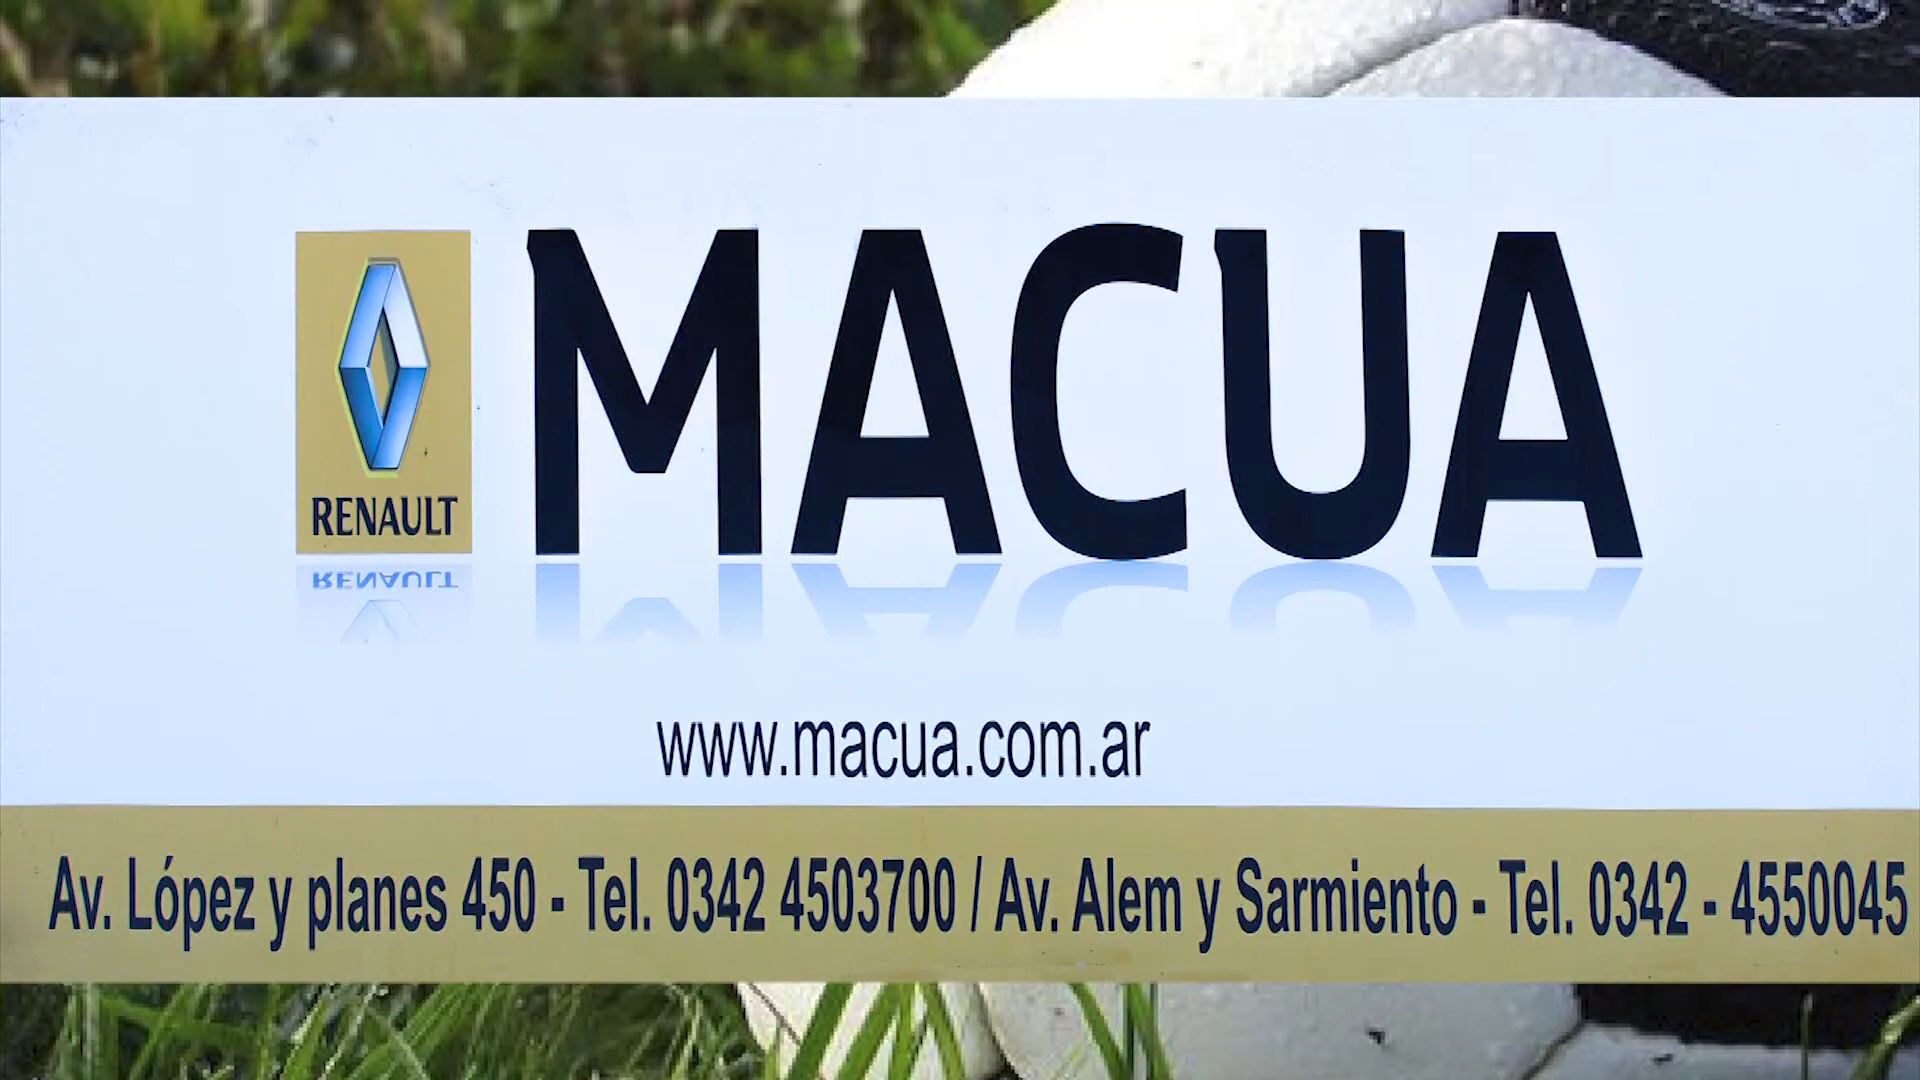 RENAULT
MACUA
www.macua.com.ar
Av. López y planes 450 - Tel. 0342 4503700 / Av. Alem y Sarmiento - Tel. 0342 - 4550045